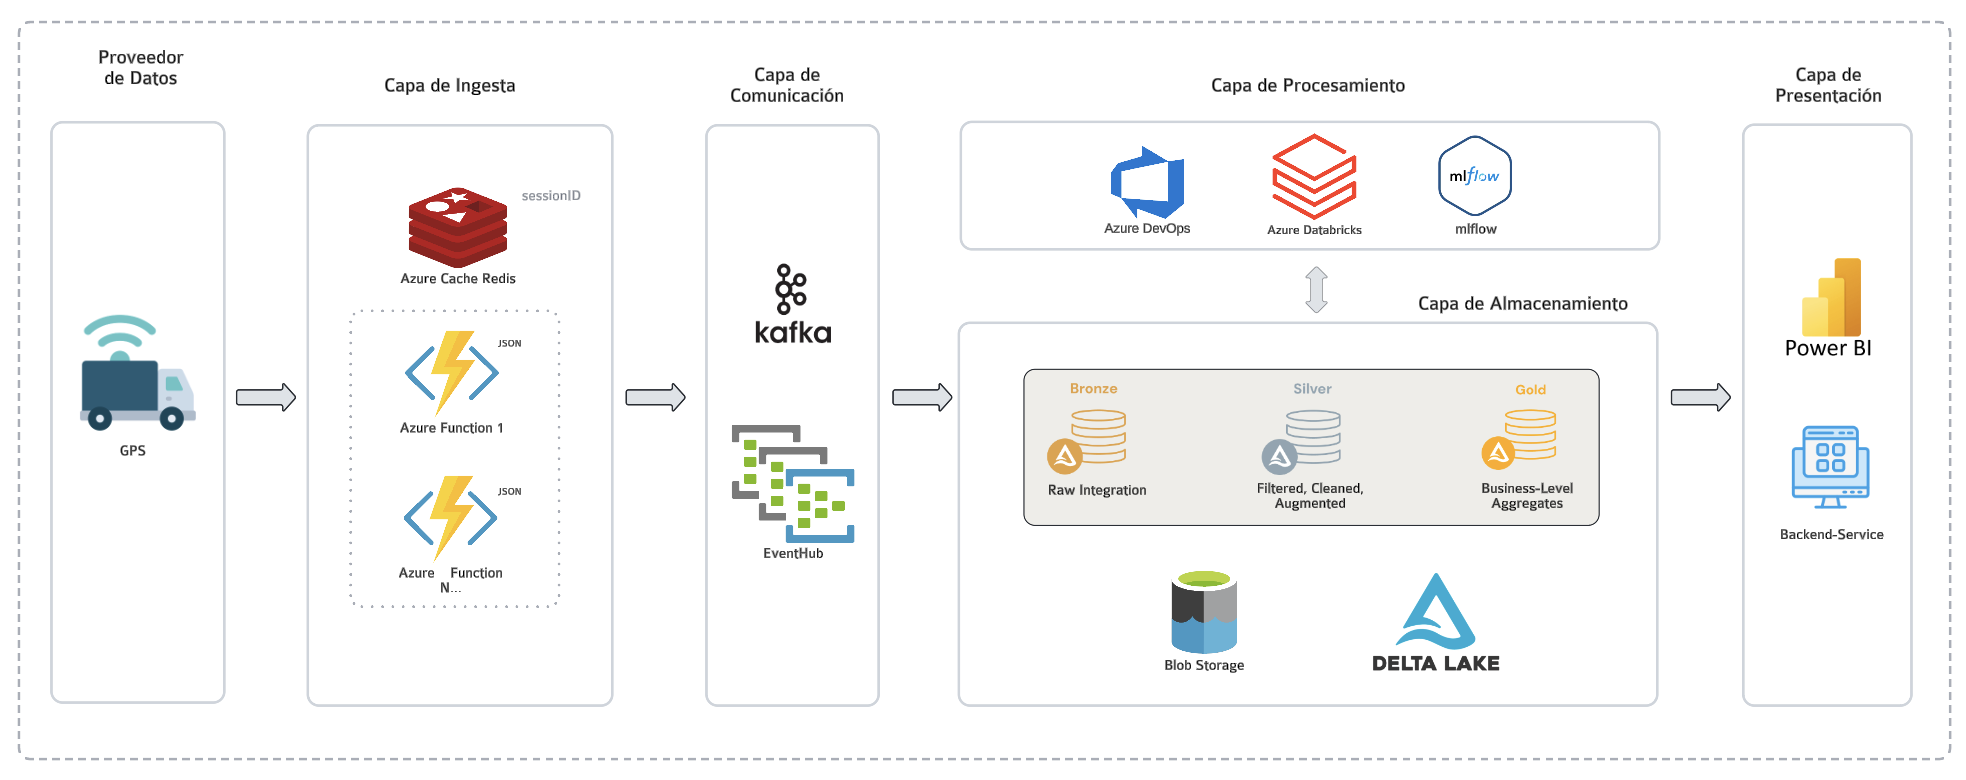 Proveedor
de Datos
GPS
Capa de Ingesta
sessionID
Azure Cache Redis
JSON
Azure Function 1
JSON
Azure Function
N...
Capa de
Comunicación
kafka
EventHub
Capa de Procesamiento
Azure DevOps
Azure Databricks
mlflow
mlflow
Capa de Almacenamiento
Bronze
Silver
Gold
Raw Integration
Filtered, Cleaned,
Augmented
Business-Level
Aggregates
Blob Storage
DELTA LAKE
Capa de
Presentación
Power BI
Backend-Service